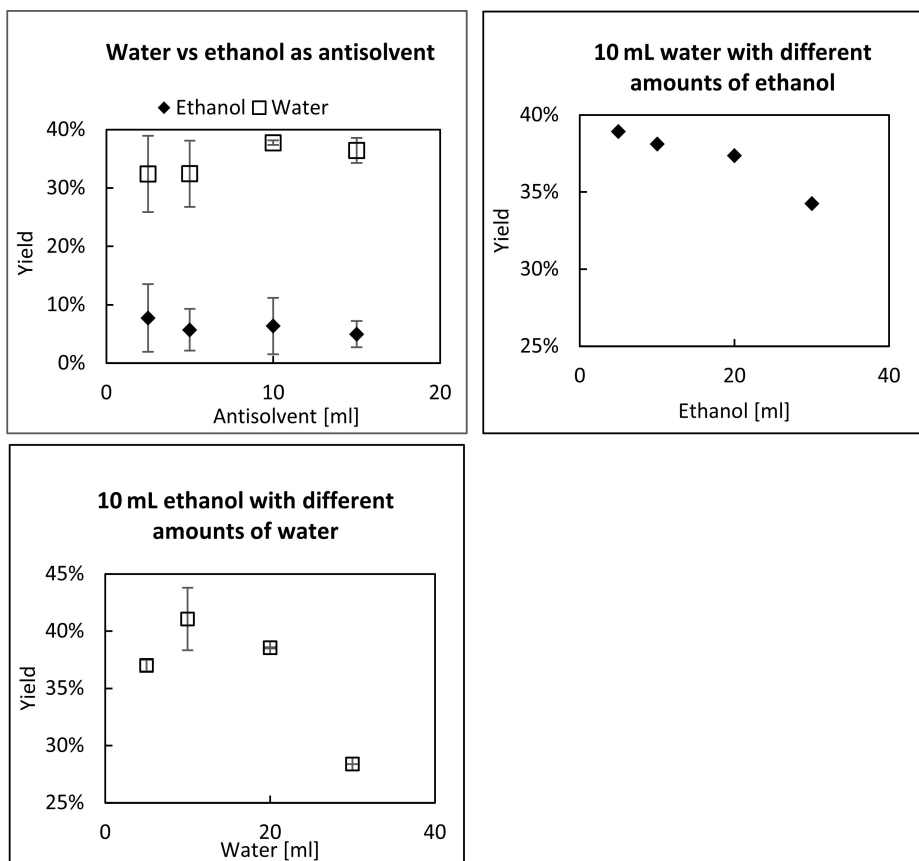 Water vs ethanol as antisolvent
Ethanol Water
40%
30%
20%
10%
0%
Yield
0 10 20
Antisolvent [ml]
10 mL water with different
amounts of ethanol
40%
35%
30%
25%
Yield
0 20 40
Ethanol [ml]
10 mL ethanol with different
amounts of water
45%
40%
35%
30%
25%
Yield
0 20 40
Water [ml]